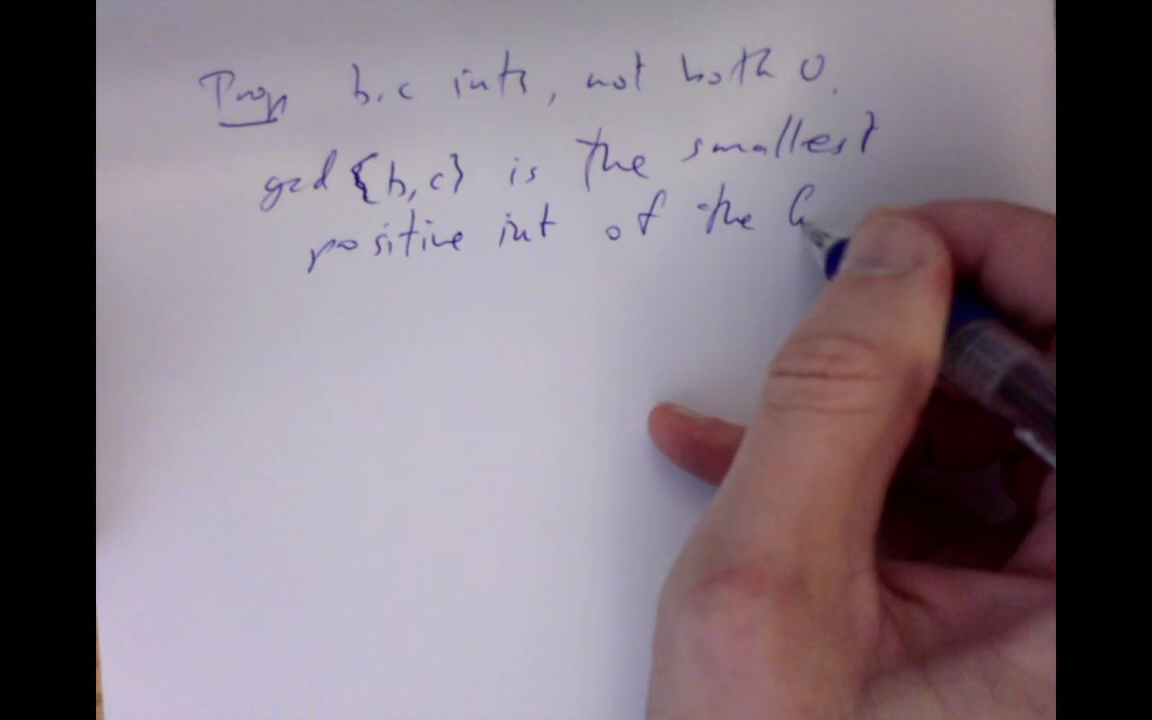 Prop b,c ints, not both 0.
gcd {b,c} is the smallest
positive int of the